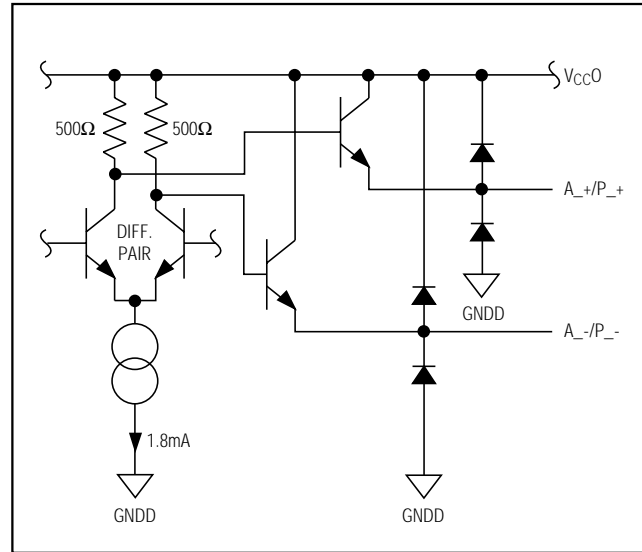 VCCO
500Ω 500Ω
A_+/P_+
DIFF.
PAIR
GNDD
A_-/P_-
1.8mA
GNDD
GNDD